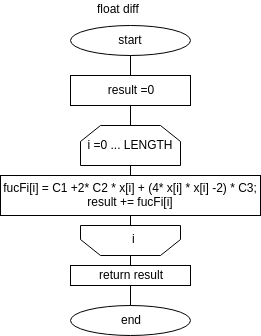 float diff
start
result =0
i =0 ... LENGTH
fucFi[i] = C1 +2* C2 * x[i] + (4* x[i] * x[i] -2) * C3;
result += fucFi[i]
i
return result
end